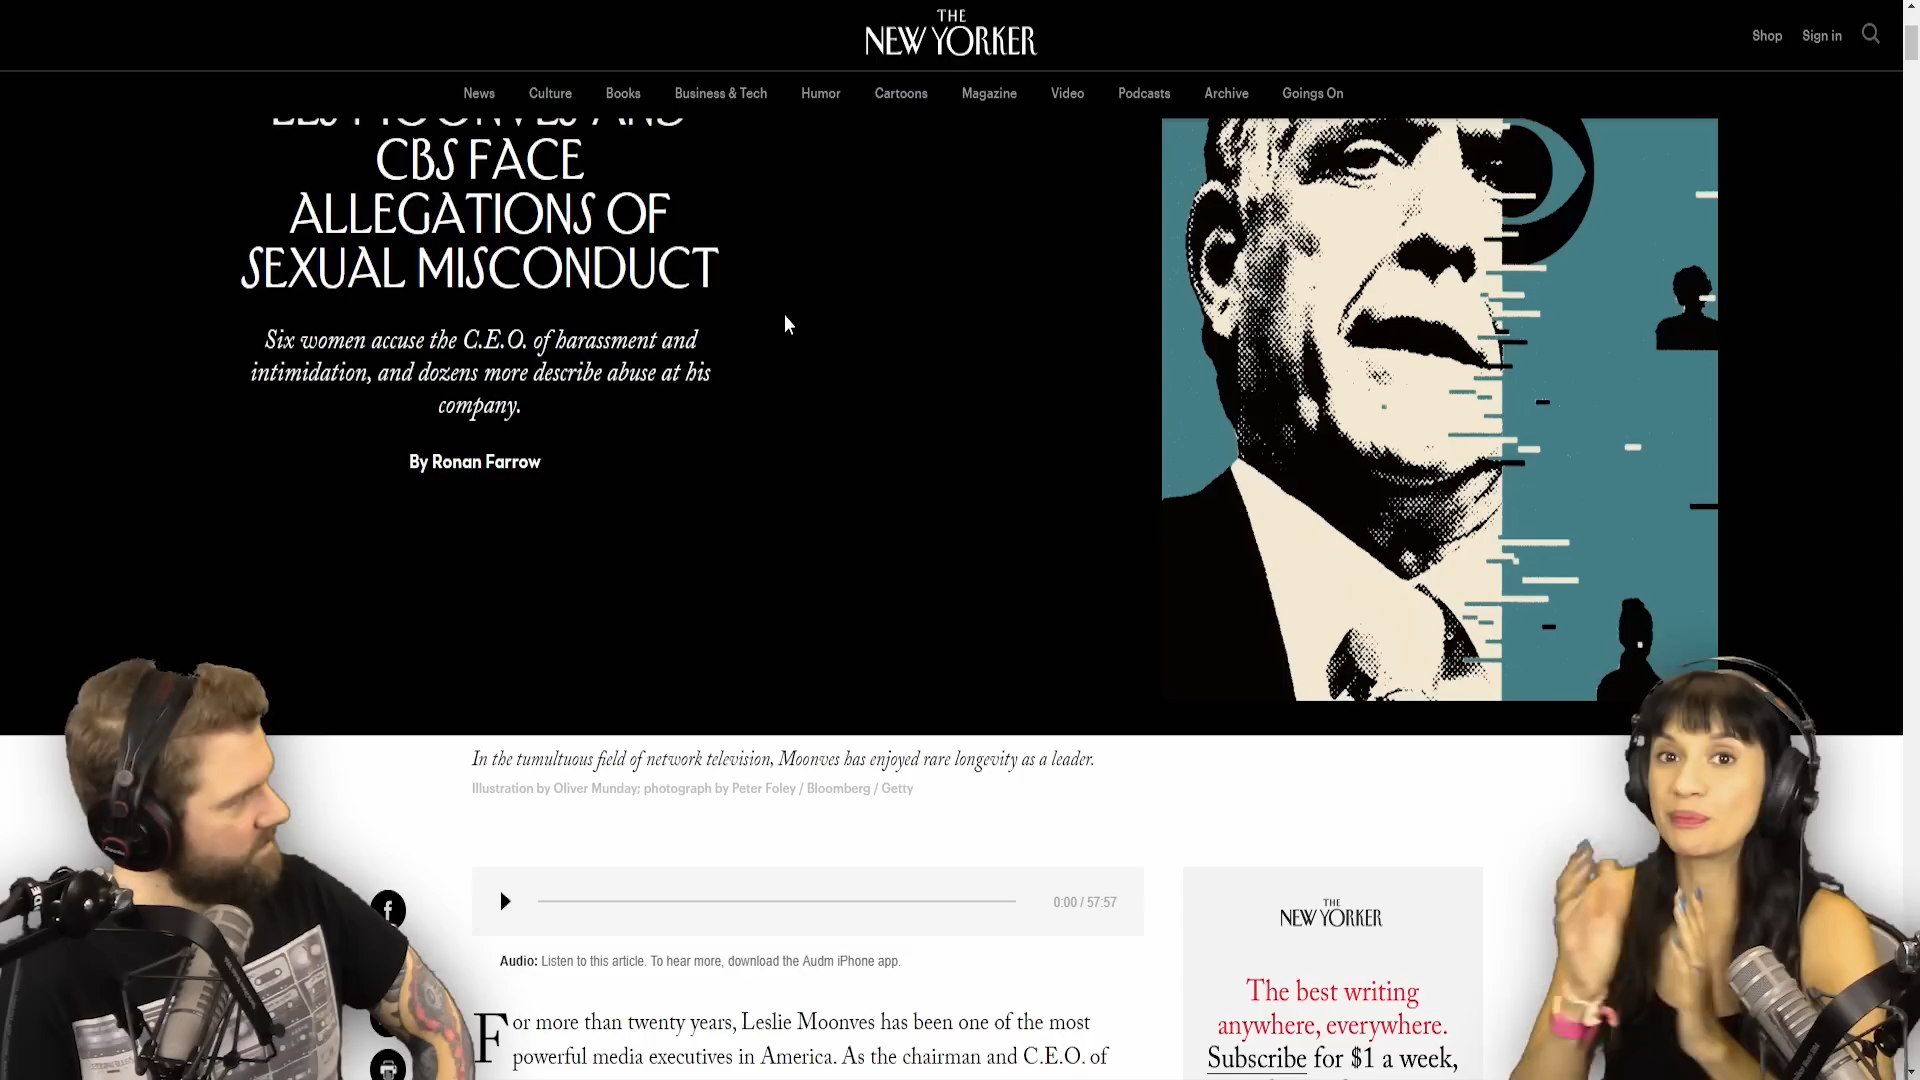 THE
NEW YORKER
Shop
Sign in
News
Culture
Books
Business & Tech
Humor
Cartoons
Magazine
Video
Podcasts
Archive
Goings On
LES MOONVES AND
CBS FACE
ALLEGATIONS OF
SEXUAL MISCONDUCT
Six women accuse the C.E.O. of harassment and
intimidation, and dozens more describe abuse at his
company.
By Ronan Farrow
In the tumultuous field of network television, Moonves has enjoyed rare longevity as a leader.
Illustration by Oliver Munday; photograph by Peter Foley / Bloomberg / Getty
0:00 / 57:57
Audio: Listen to this article. To hear more, download the Audm iPhone app.
For more than twenty years, Leslie Moonves has been one of the most
powerful media executives in America. As the chairman and C.E.O. of
THE
NEW YORKER
The best writing
anywhere, everywhere.
Subscribe for $1 a week,